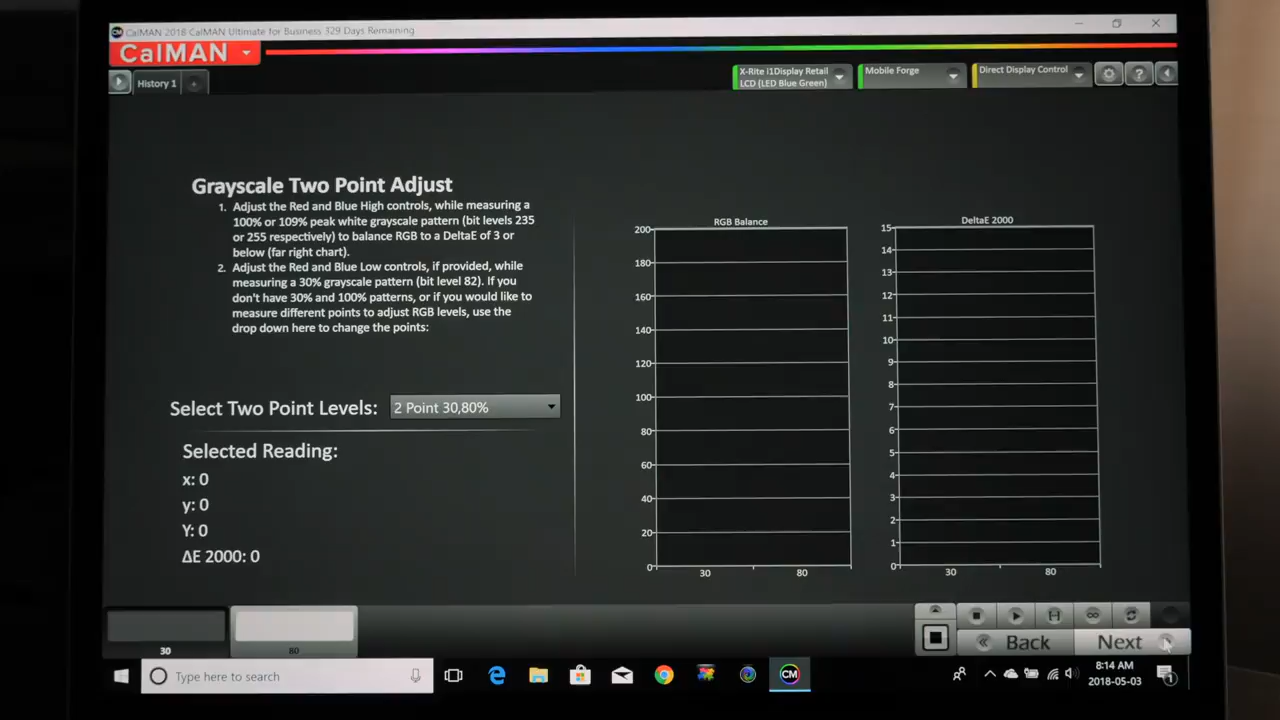 CM CalMAN 2018 CalMAN Ultimate for Business 329 Days Remaining
CalMAN
History 1
X-Rite i1Display Retail
LCD (LED Blue Green)
Mobile Forge
Direct Display Control
?
Grayscale Two Point Adjust
1. Adjust the Red and Blue High controls, while measuring a
100% or 109% peak white grayscale pattern (bit levels 235
or 255 respectively) to balance RGB to a DeltaE of 3 or
below (far right chart).
2. Adjust the Red and Blue Low controls, if provided, while
measuring a 30% grayscale pattern (bit level 82). If you
don't have 30% and 100% patterns, or if you would like to
measure different points to adjust RGB levels, use the
drop down here to change the points:
Select Two Point Levels: 2 Point 30,80%
Selected Reading:
x: 0
y: 0
Y: 0
ΔE 2000: 0
RGB Balance
200
180
160
140
120
100
80
60
40
20
0
30 80
DeltaE 2000
15
14
13
12
11
10
9
8
7
6
5
4
3
2
1
0
30 80
30 80
Back Next
Type here to search
CM
8:14 AM
2018-05-03
1